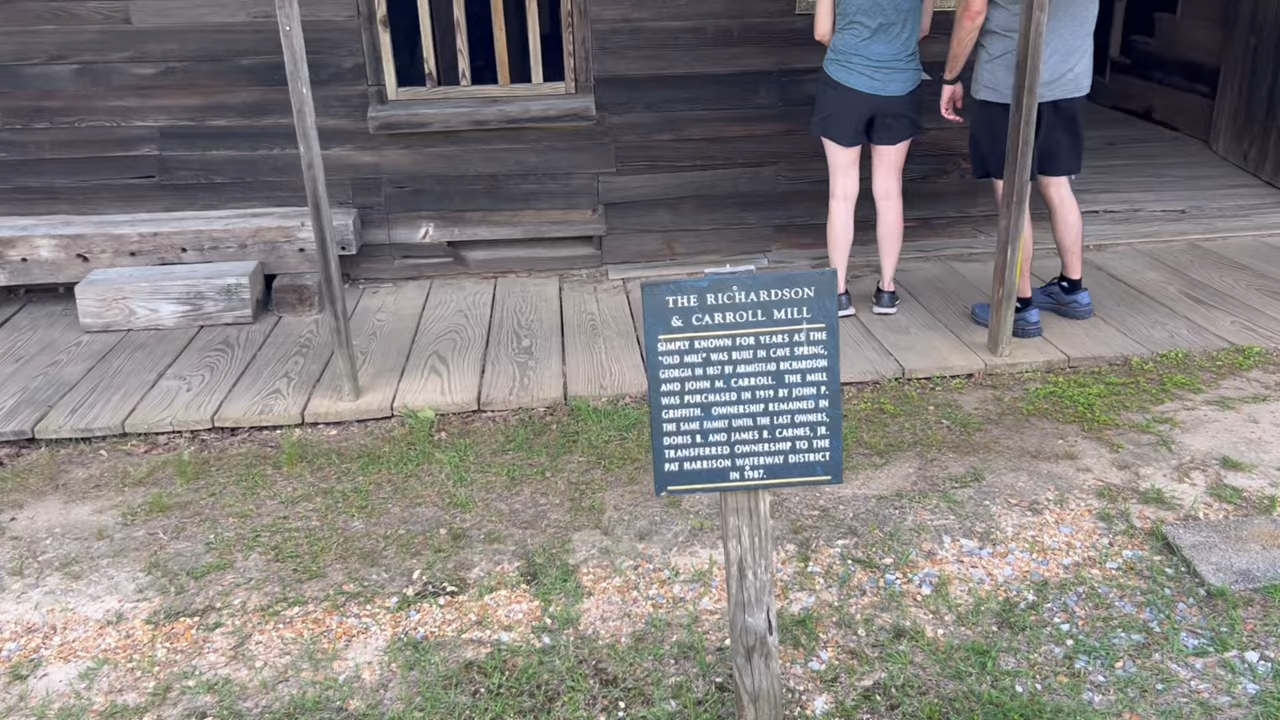 THE RICHARDSON
& CARROLL MILL
SIMPLY KNOWN FOR YEARS AS THE
"OLD MILL" WAS BUILT IN CAVE SPRING,
GEORGIA IN 1857 BY ARMISTEAD RICHARDSON
AND JOHN M. CARROLL. THE MILL
WAS PURCHASED IN 1919 BY JOHN P.
GRIFFITH. OWNERSHIP REMAINED IN
THE SAME FAMILY UNTIL THE LAST OWNERS,
DORIS B. AND JAMES R. CARNES, JR.
TRANSFERRED OWNERSHIP TO THE
PAT HARRISON WATERWAY DISTRICT
IN 1987.